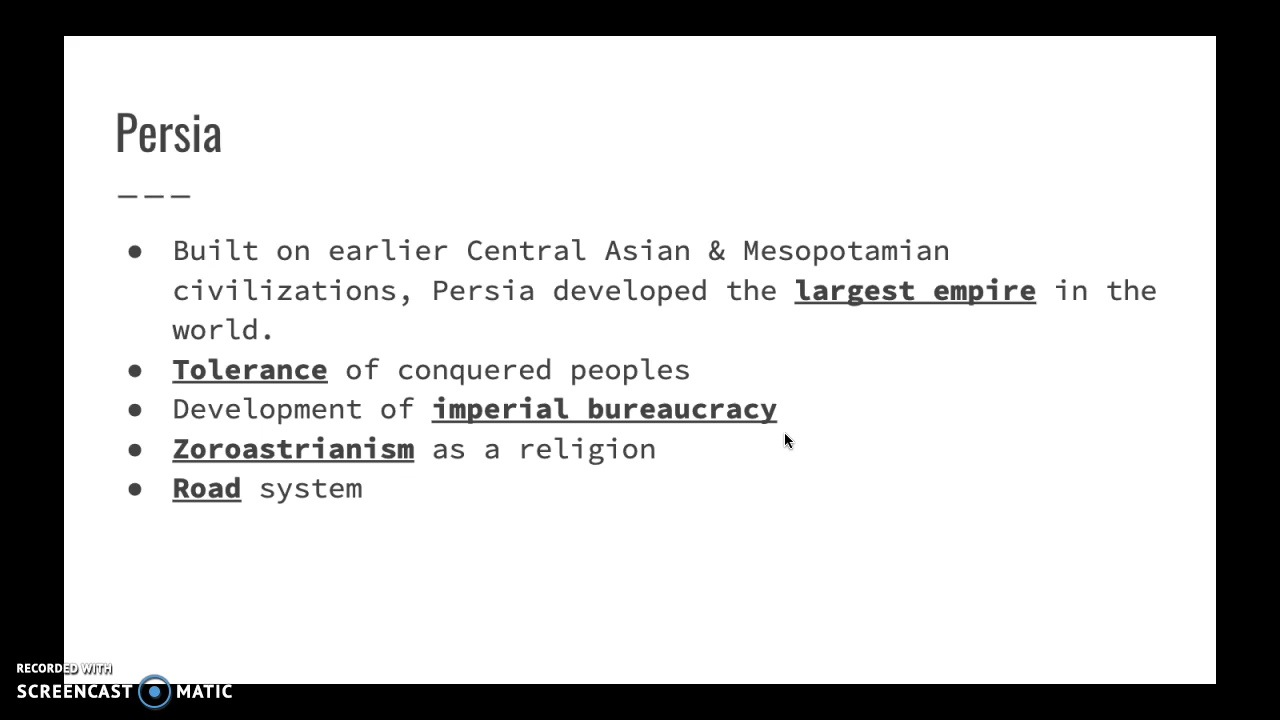 Persia
● Built on earlier Central Asian & Mesopotamian
civilizations, Persia developed the largest empire in the
world.
● Tolerance of conquered peoples
● Development of imperial bureaucracy
● Zoroastrianism as a religion
● Road system
RECORDED WITH
SCREENCAST MATIC